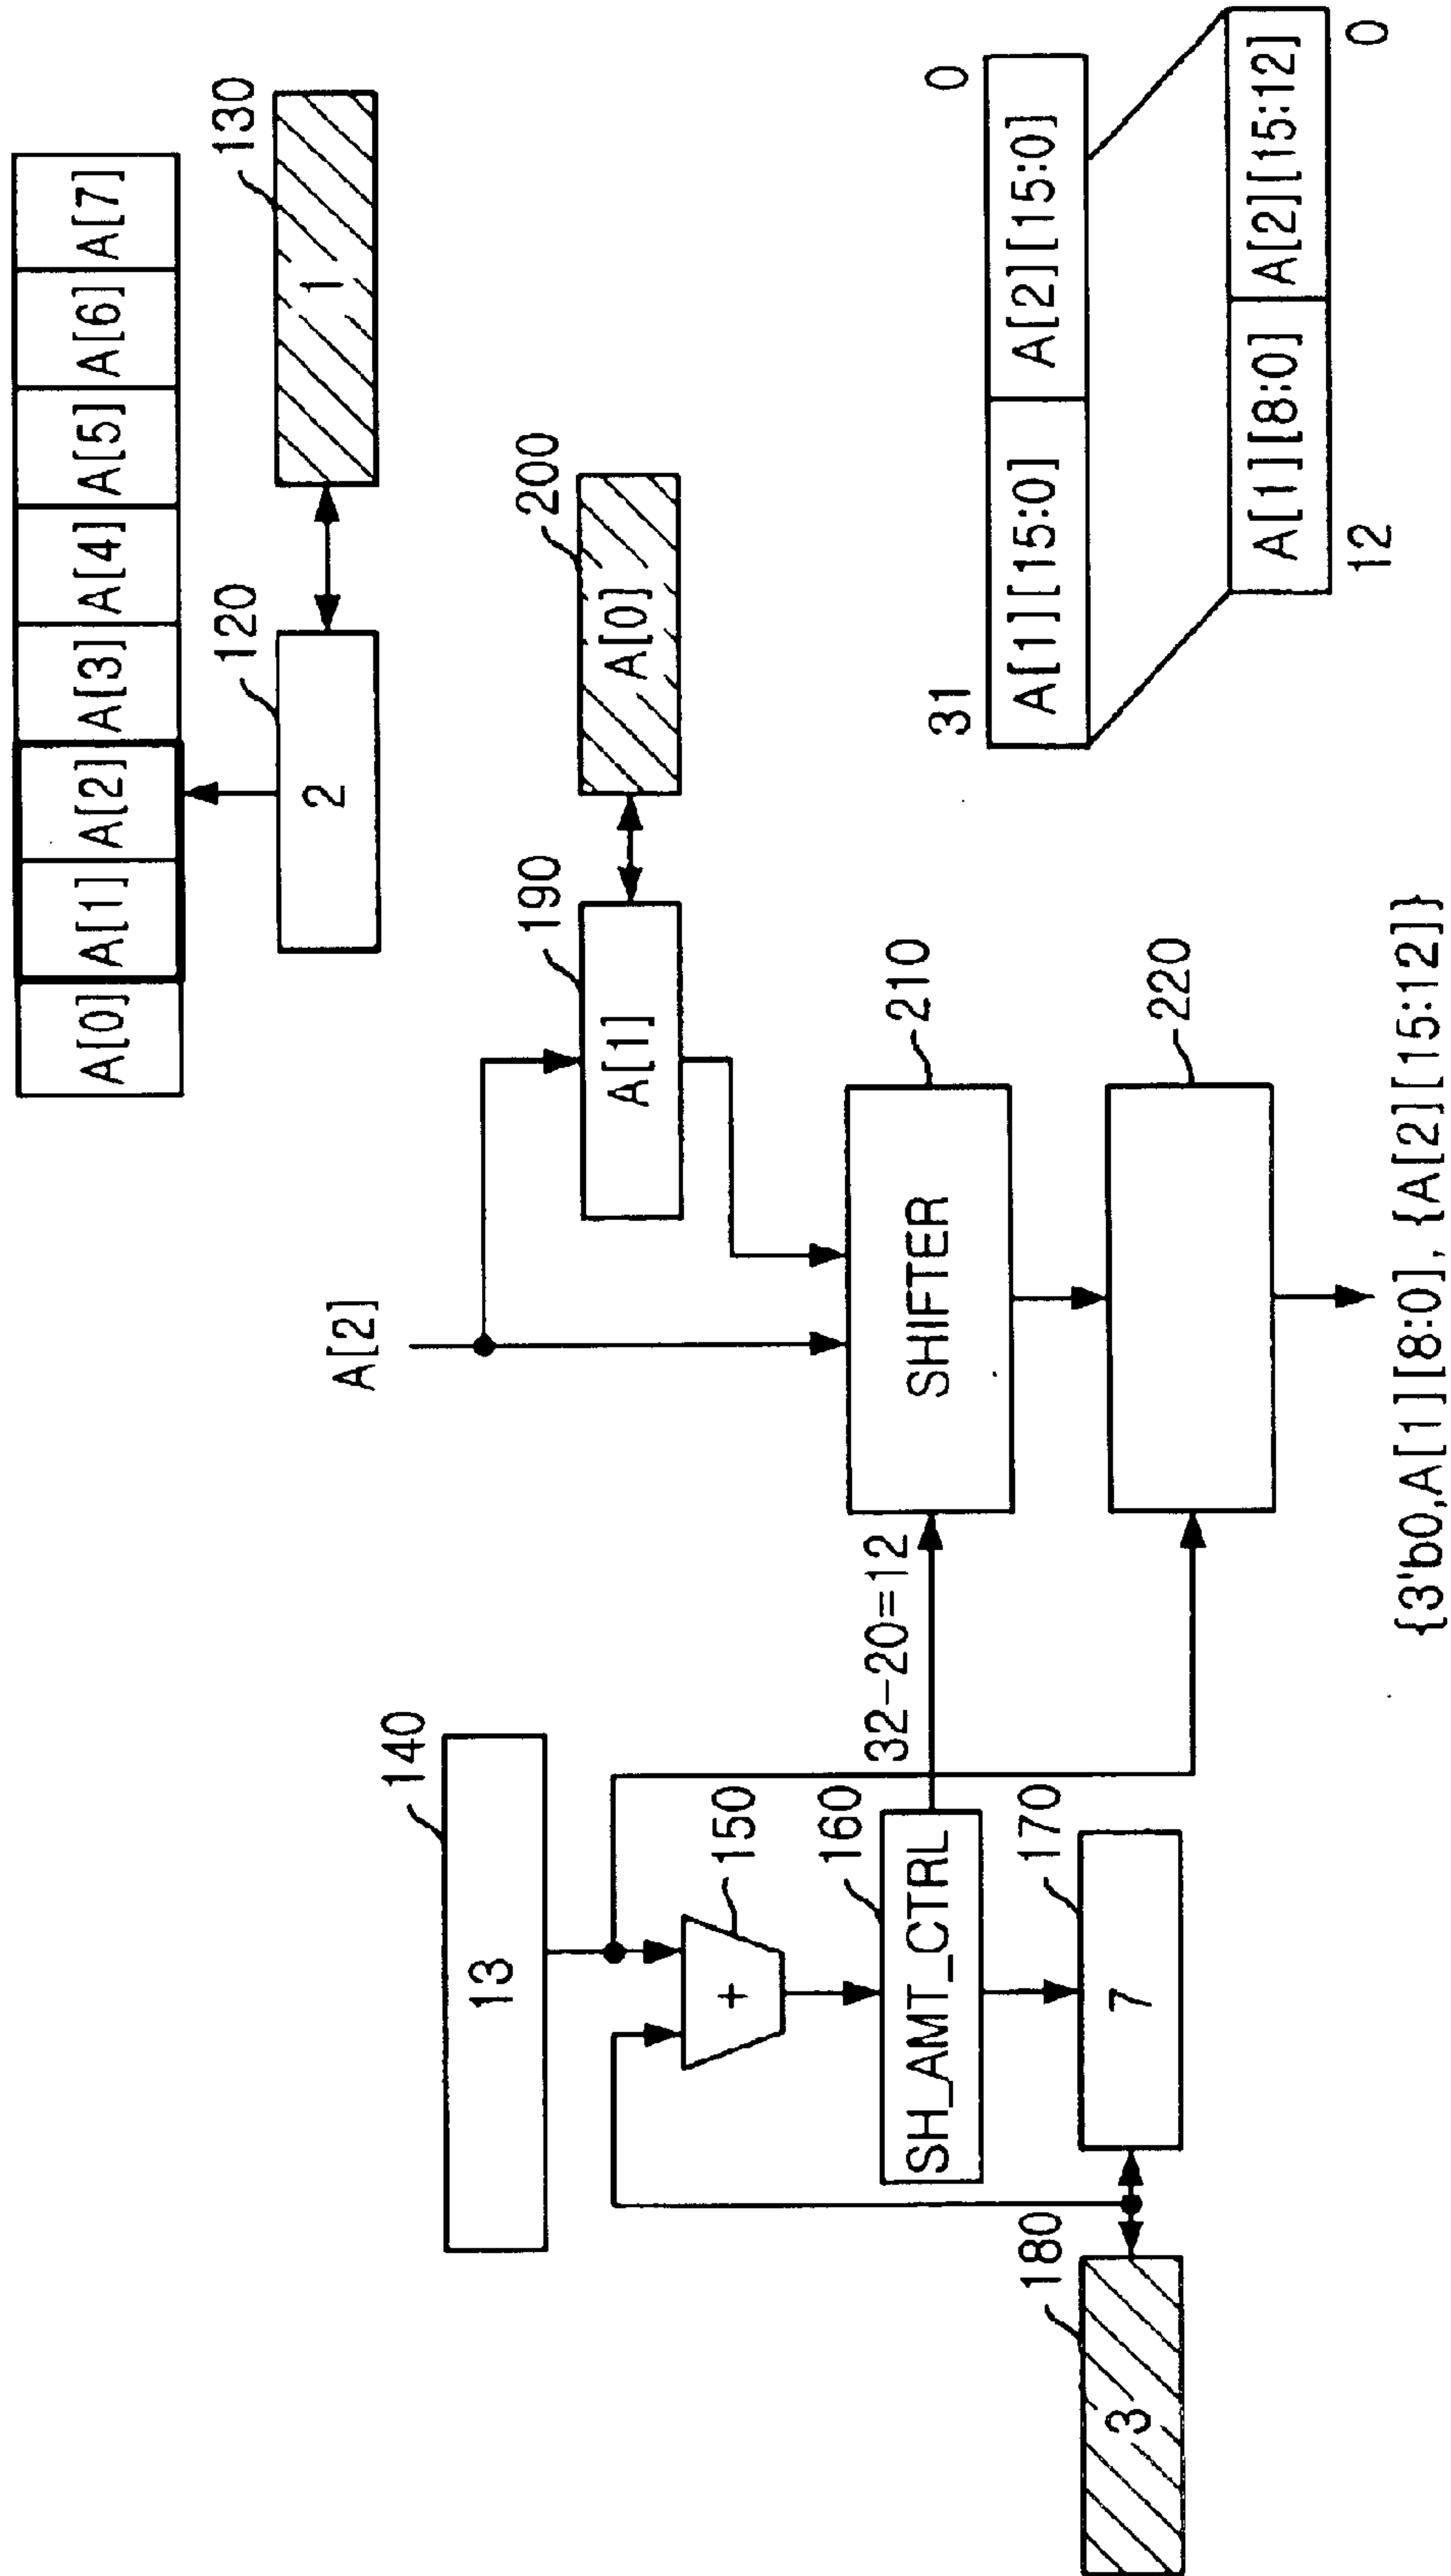 A[0] A[1] A[2] A[3] A[4] A[5] A[6] A[7]
120
130
2
1
A[2]
190
200
A[1]
A[0]
140
13
150
+
160
SH_AMT_CTRL
32-20=12
210
SHIFTER
170
7
180
3
220
{3'b0,A[1][8:0], {A[2][15:12]}
31
0
A[1][15:0] A[2][15:0]
A[1][8:0] A[2][15:12]
12
0